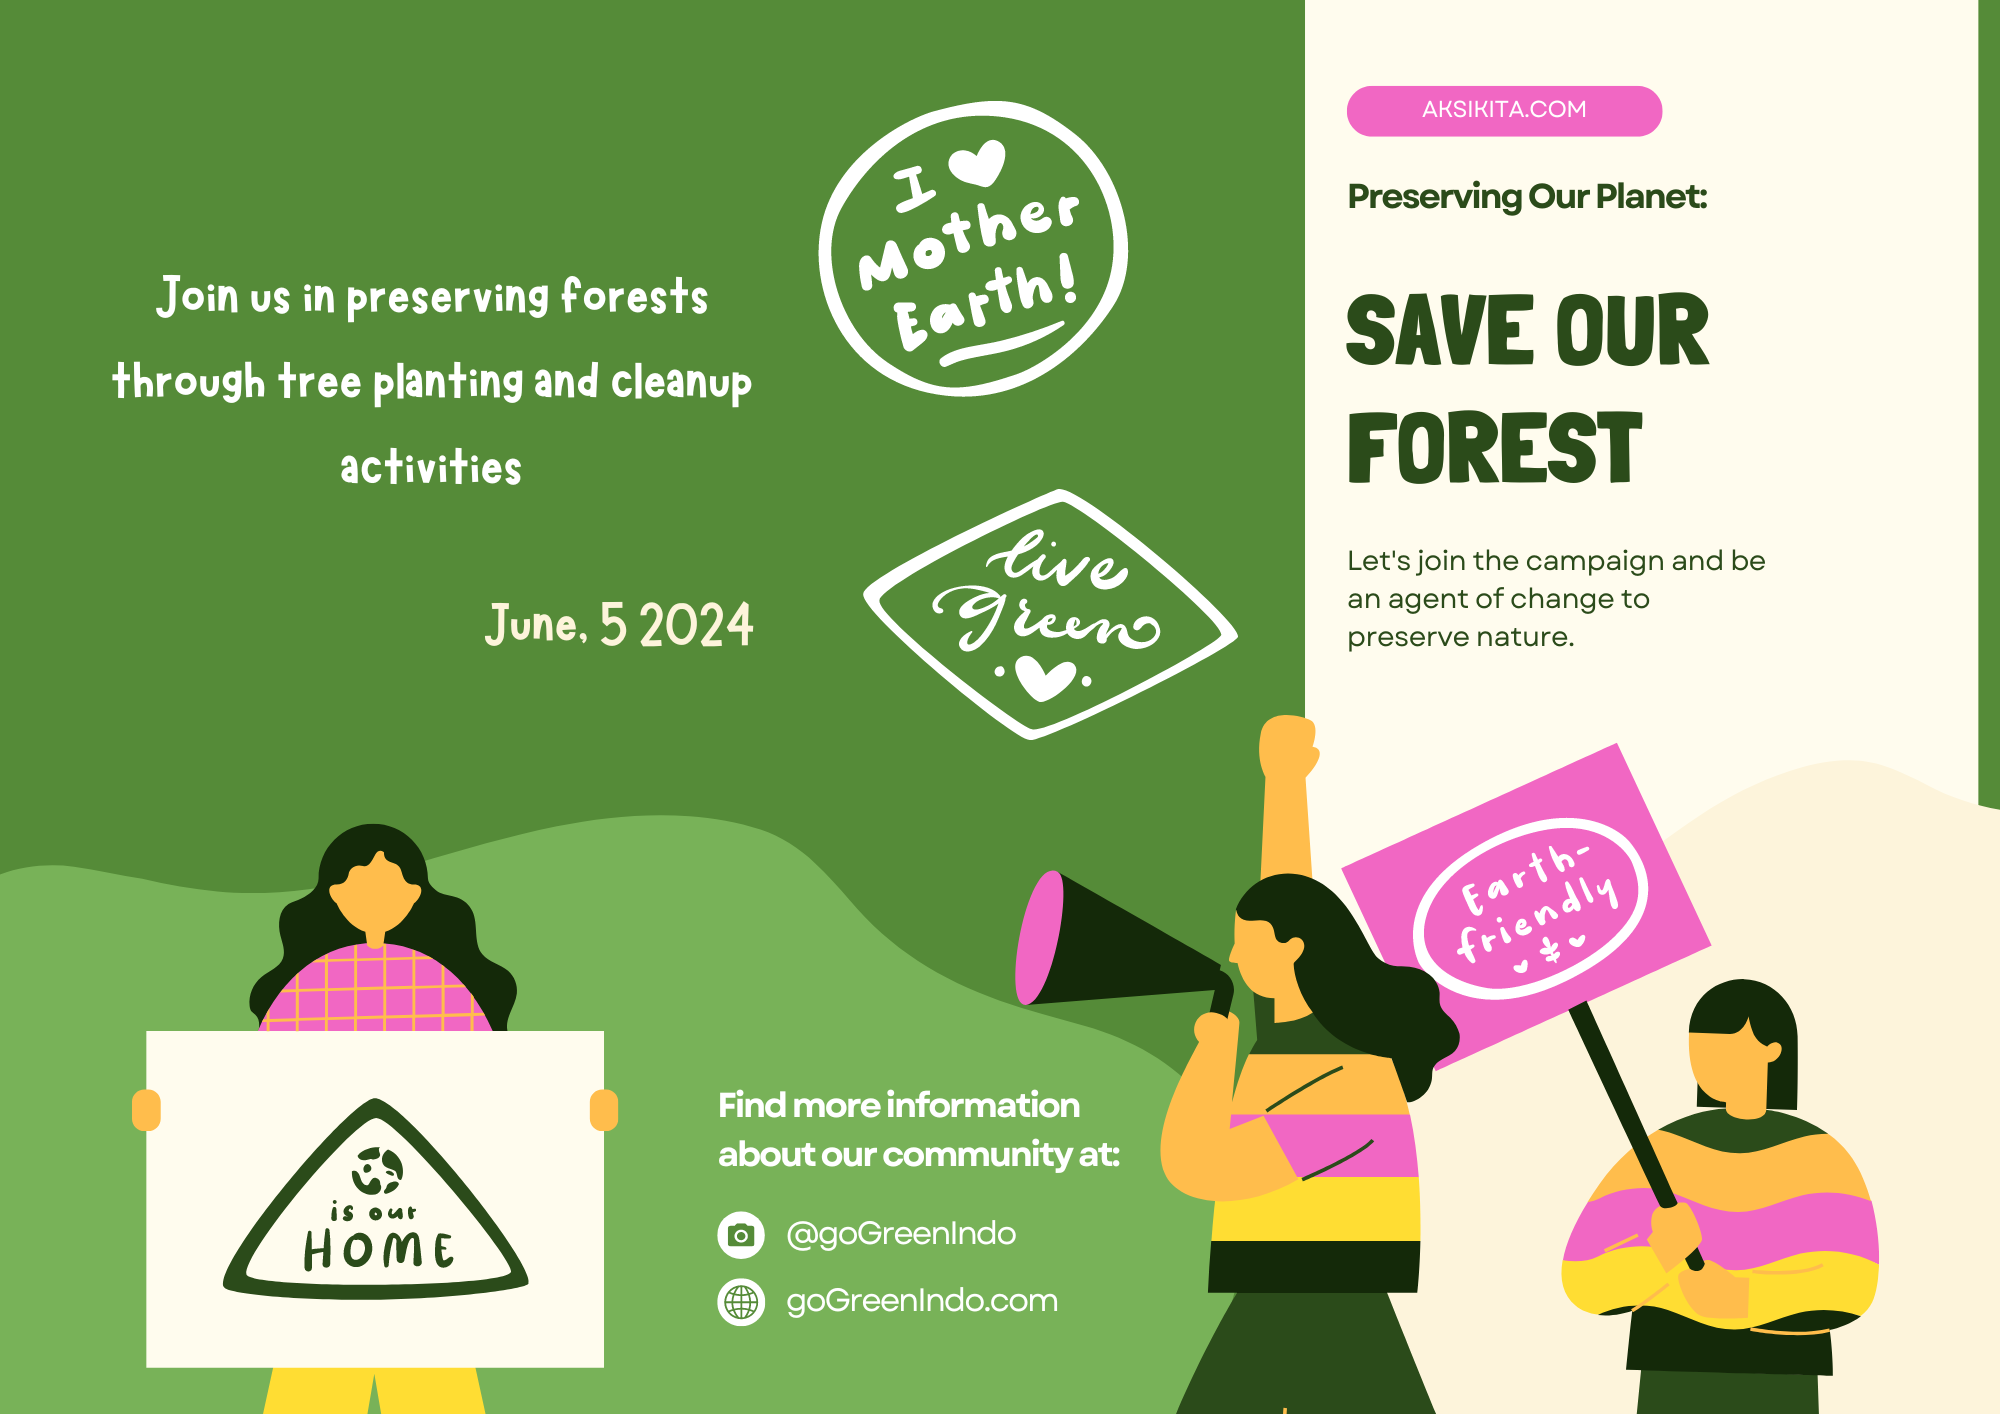 Join us in preserving forests
through tree planting and cleanup
activities
June, 5 2024
I
Mother
Earth!
live
green
AKSIKITA.COM
Preserving Our Planet:
SAVE OUR
FOREST
Let's join the campaign and be
an agent of change to
preserve nature.
Earth-
friendly
is our
HOME
Find more information
about our community at:
@goGreenIndo
goGreenIndo.com